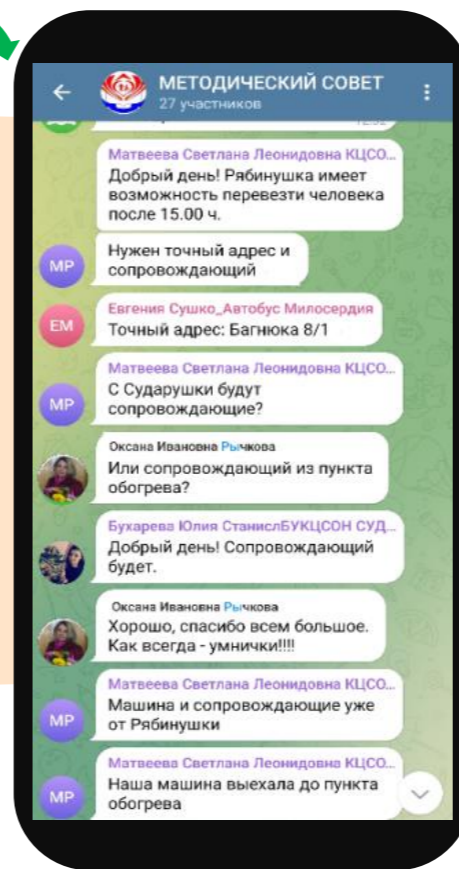 МЕТОДИЧЕСКИЙ СОВЕТ
27 участников
12:52
Матвеева Светлана Леонидовна КЦСО...
Добрый день! Рябинушка имеет
возможность перевезти человека
после 15.00 ч.
Нужен точный адрес и
сопровождающий
МР
Евгения Сушко_Автобус Милосердия
Точный адрес: Багнюка 8/1
ЕМ
Матвеева Светлана Леонидовна КЦСО...
С Сударушки будут
сопровождающие?
МР
Оксана Ивановна Рычкова
Или сопровождающий из пункта
обогрева?
Бухарева Юлия СтанислБУКЦСОН СУД...
Добрый день! Сопровождающий
будет.
Оксана Ивановна Рычкова
Хорошо, спасибо всем большое.
Как всегда - умнички!!!!
Матвеева Светлана Леонидовна КЦСО...
Машина и сопровождающие уже
от Рябинушки
МР
Матвеева Светлана Леонидовна КЦСО...
Наша машина выехала до пункта
обогрева
МР